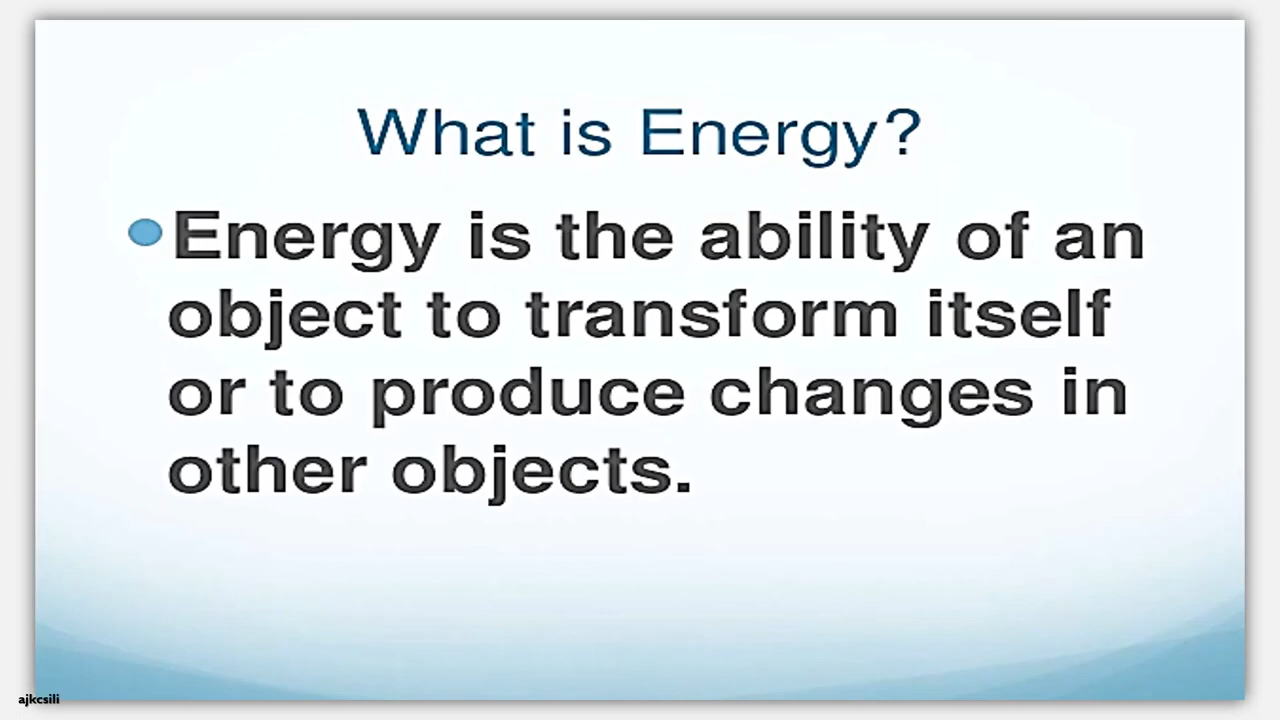 What is Energy?
Energy is the ability of an
object to transform itself
or to produce changes in
other objects.
ajkcsili